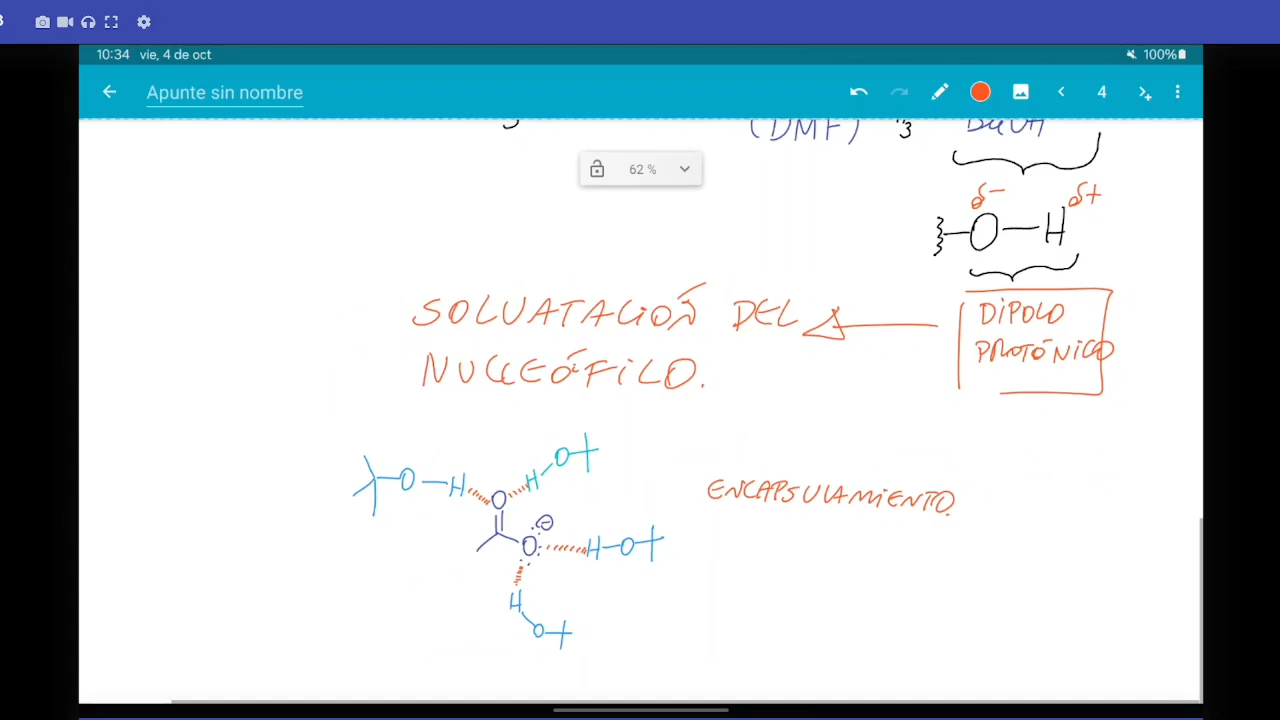 10:34 vie, 4 de oct
100%
Apunte sin nombre
4
62 %
(DMF)
δ− δ+
O—H
SOLVATACIÓN DEL
NUCLEÓFILO.
DIPOLO
PROTÓNICO
O
O — H
H
O
O
⊖
H—O
H
O
ENCAPSULAMIENTO.